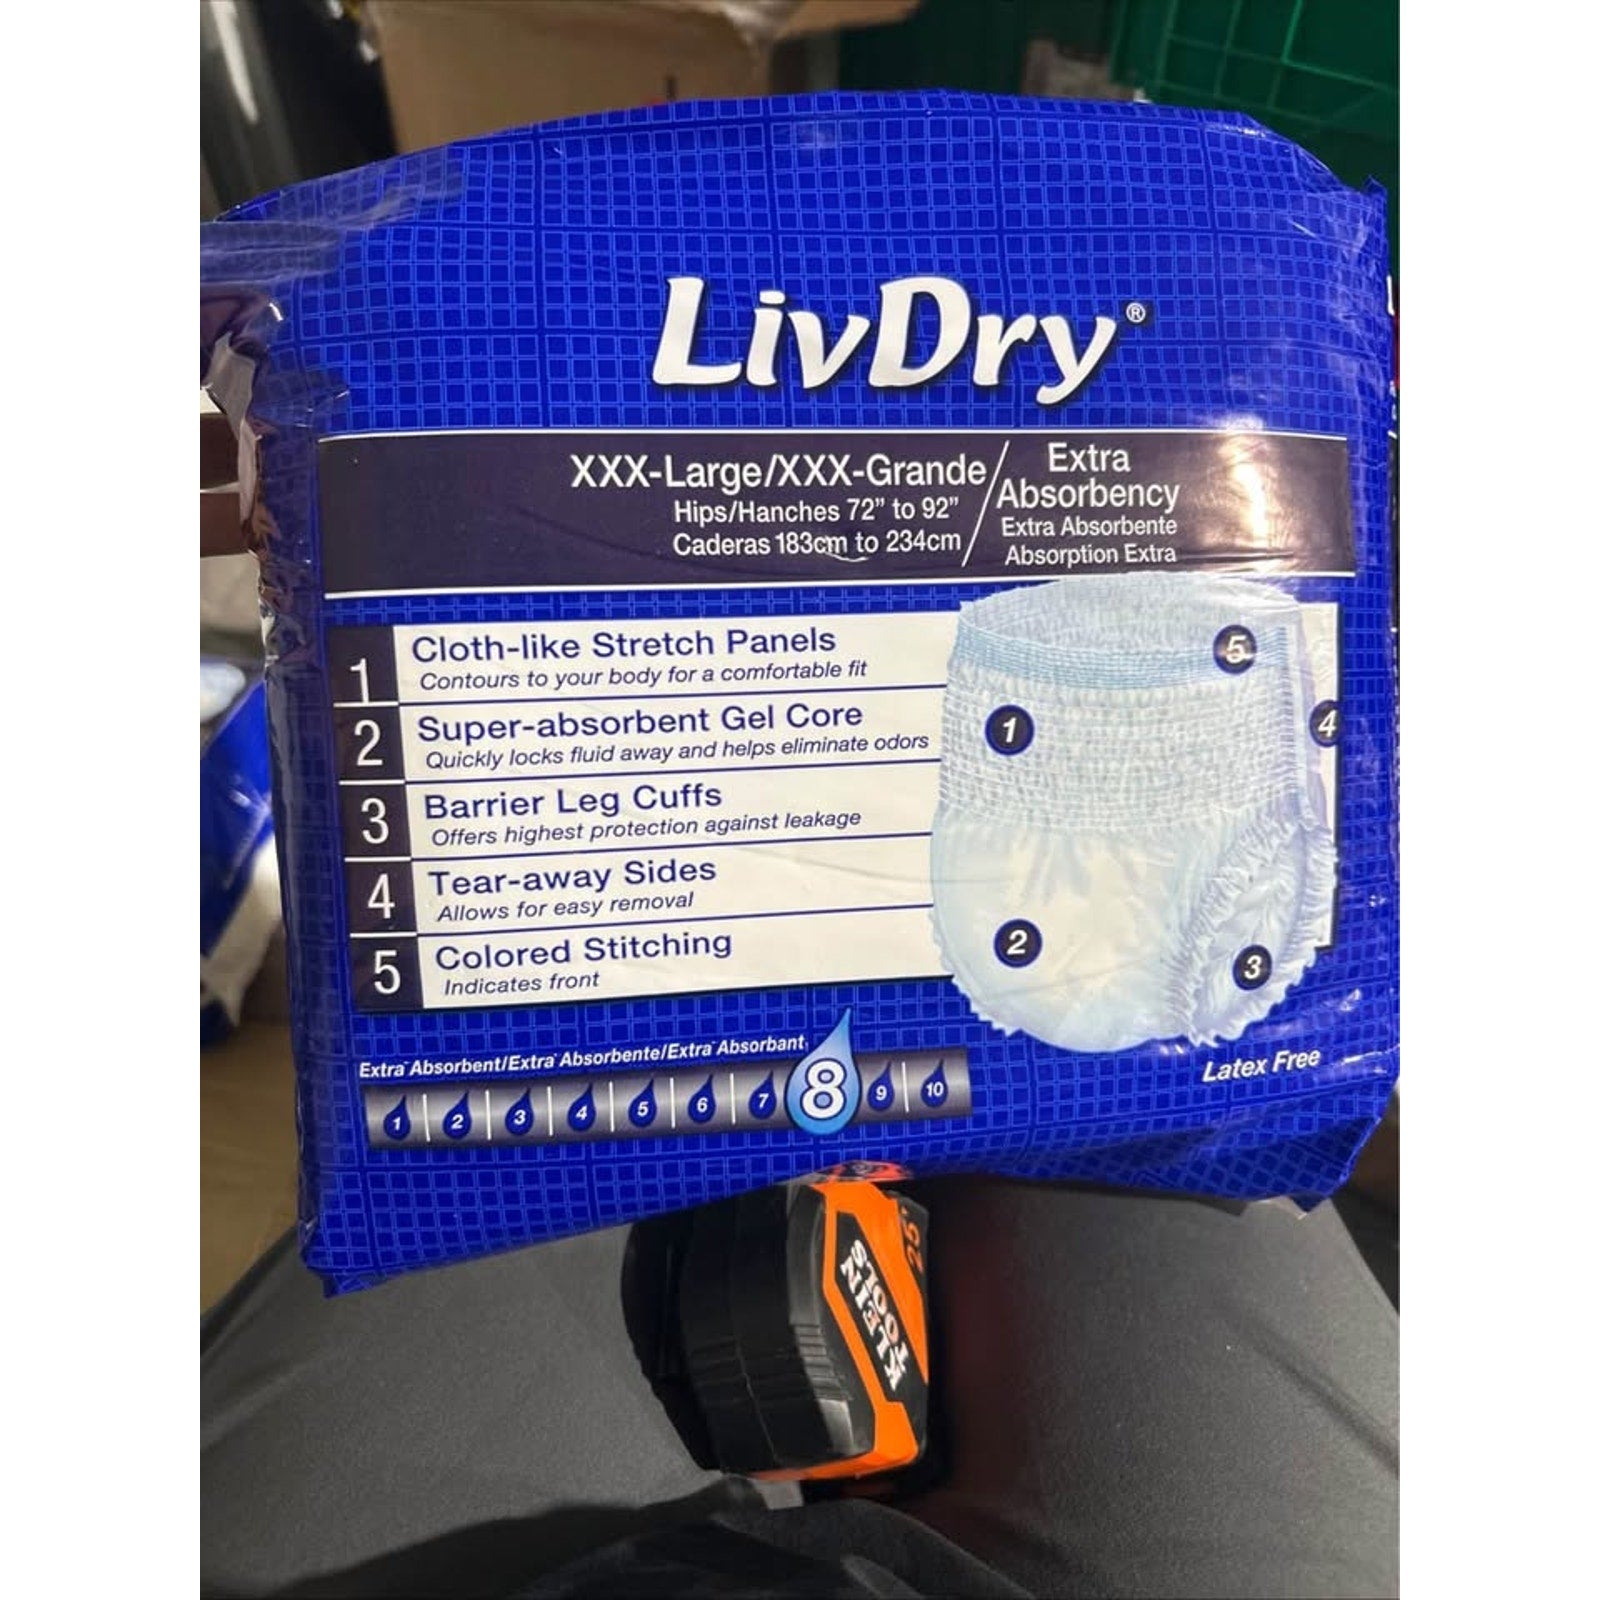 LivDry®
XXX-Large/XXX-Grande
Hips/Hanches 72” to 92”
Caderas 183cm to 234cm
Extra
Absorbency
Extra Absorbente
Absorption Extra
1
Cloth-like Stretch Panels
Contours to your body for a comfortable fit
2
Super-absorbent Gel Core
Quickly locks fluid away and helps eliminate odors
3
Barrier Leg Cuffs
Offers highest protection against leakage
4
Tear-away Sides
Allows for easy removal
5
Colored Stitching
Indicates front
5
1
4
2
3
Latex Free
Extra Absorbent/Extra Absorbente/Extra Absorbant
1 2 3 4 5 6 7 8 9 10
25'
KLEIN
TOOLS